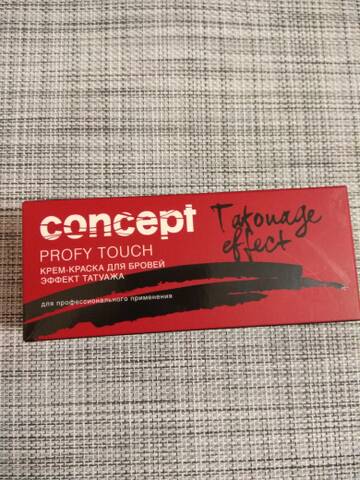 concept
Tatouage
effect
PROFY TOUCH
КРЕМ-КРАСКА ДЛЯ БРОВЕЙ
ЭФФЕКТ ТАТУАЖА
для профессионального применения